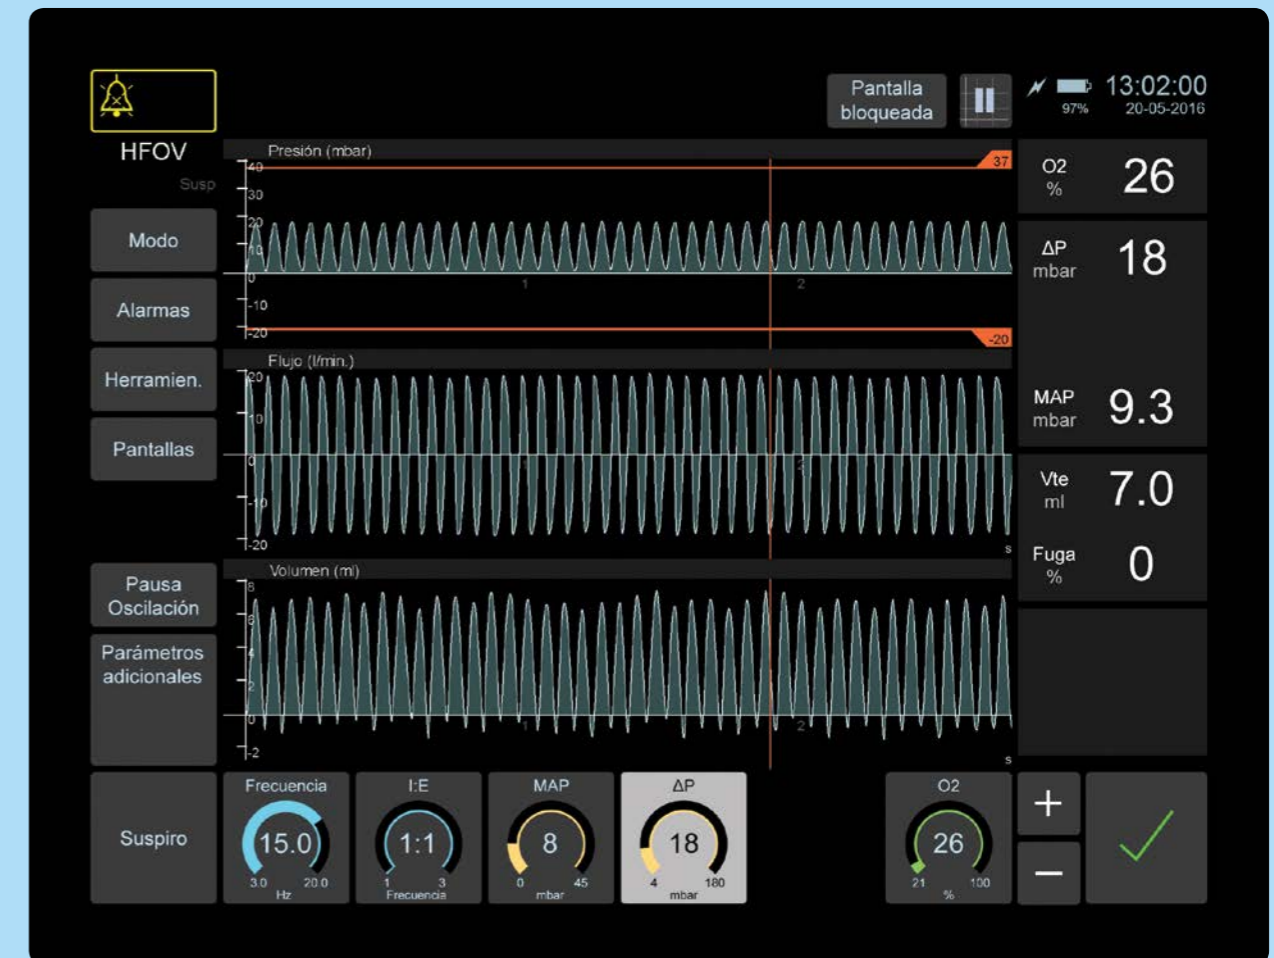 Pantalla
bloqueada
97%
13:02:00
20-05-2016
HFOV
Susp
Modo
Alarmas
Herramien.
Pantallas
Pausa
Oscilación
Parámetros
adicionales
Suspiro
Presión (mbar)
40
30
20
10
0
-10
-20
37
-20
1
2
Flujo (l/min.)
20
10
0
-10
-20
1
2
s
Volumen (ml)
8
6
4
2
0
-2
1
2
s
O2
%
26
ΔP
mbar
18
MAP
mbar
9.3
Vte
ml
7.0
Fuga
%
0
Frecuencia
15.0
3.0 20.0
Hz
I:E
1:1
1 3
Frecuencia
MAP
8
0 45
mbar
ΔP
18
4 180
mbar
O2
26
21 100
%
+
−